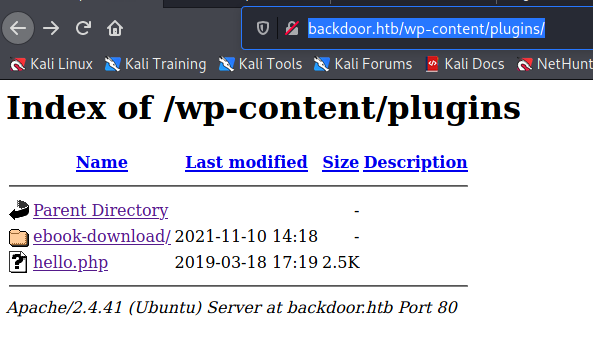 backdoor.htb/wp-content/plugins/
Kali Linux Kali Training Kali Tools Kali Forums Kali Docs NetHunt
Index of /wp-content/plugins
Name Last modified Size Description
Parent Directory -
ebook-download/ 2021-11-10 14:18 -
hello.php 2019-03-18 17:19 2.5K
Apache/2.4.41 (Ubuntu) Server at backdoor.htb Port 80